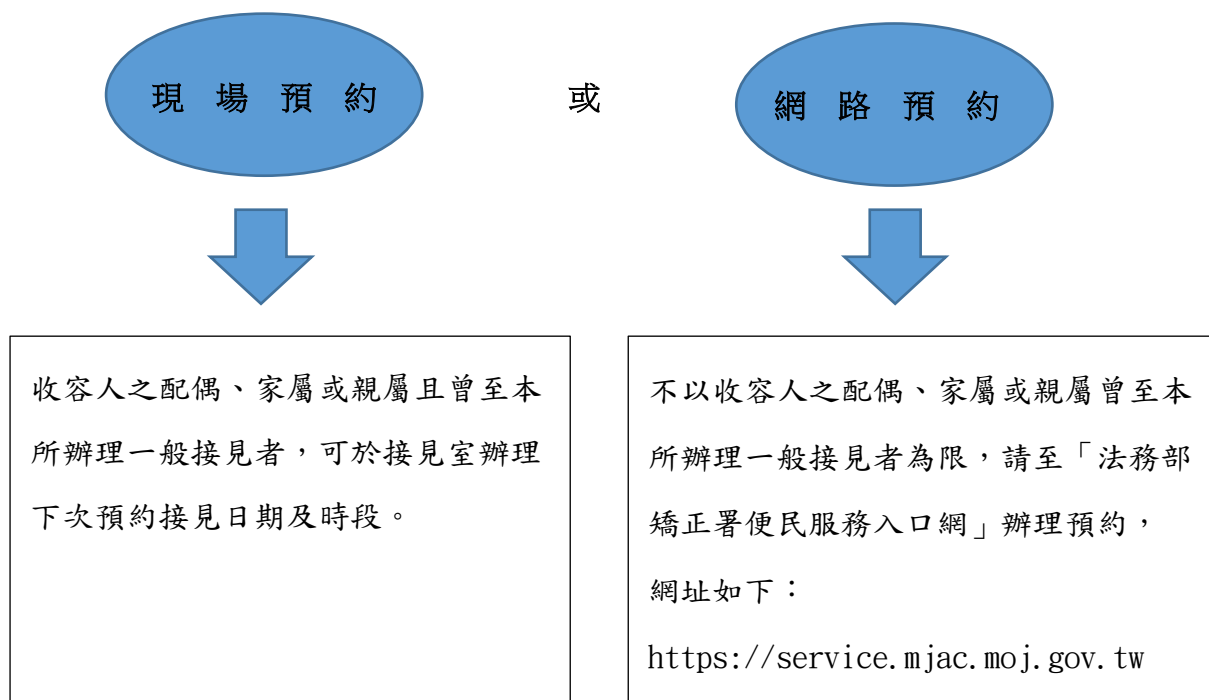 現場預約
或
網路預約
收容人之配偶、家屬或親屬且曾至本
所辦理一般接見者，可於接見室辦理
下次預約接見日期及時段。
不以收容人之配偶、家屬或親屬曾至本
所辦理一般接見者為限，請至「法務部
矯正署便民服務入口網」辦理預約，
網址如下：
https://service.mjac.moj.gov.tw